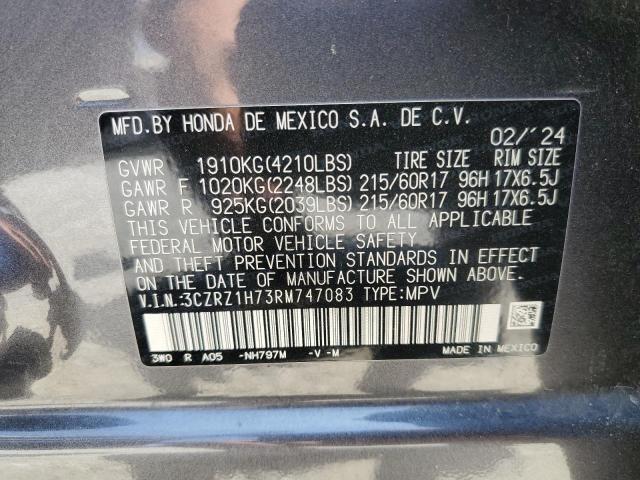 MFD.BY HONDA DE MEXICO S.A. DE C.V.
02/'24
GVWR 1910KG(4210LBS) TIRE SIZE RIM SIZE
GAWR F 1020KG(2248LBS) 215/60R17 96H 17X6.5J
GAWR R 925KG(2039LBS) 215/60R17 96H 17X6.5J
THIS VEHICLE CONFORMS TO ALL APPLICABLE
FEDERAL MOTOR VEHICLE SAFETY
AND THEFT PREVENTION STANDARDS IN EFFECT
ON THE DATE OF MANUFACTURE SHOWN ABOVE.
V.I.N.:3CZRZ1H73RM747083 TYPE:MPV
3W0 R A05 -NH797M -V -M
MADE IN MEXICO